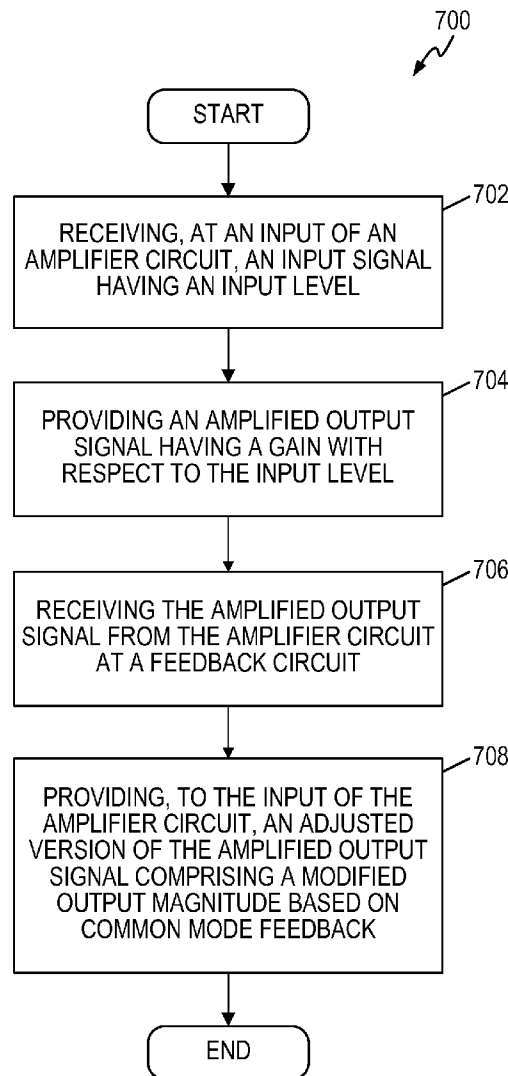 700
START
702
RECEIVING, AT AN INPUT OF AN
AMPLIFIER CIRCUIT, AN INPUT SIGNAL
HAVING AN INPUT LEVEL
704
PROVIDING AN AMPLIFIED OUTPUT
SIGNAL HAVING A GAIN WITH
RESPECT TO THE INPUT LEVEL
706
RECEIVING THE AMPLIFIED OUTPUT
SIGNAL FROM THE AMPLIFIER CIRCUIT
AT A FEEDBACK CIRCUIT
708
PROVIDING, TO THE INPUT OF THE
AMPLIFIER CIRCUIT, AN ADJUSTED
VERSION OF THE AMPLIFIED OUTPUT
SIGNAL COMPRISING A MODIFIED
OUTPUT MAGNITUDE BASED ON
COMMON MODE FEEDBACK
END